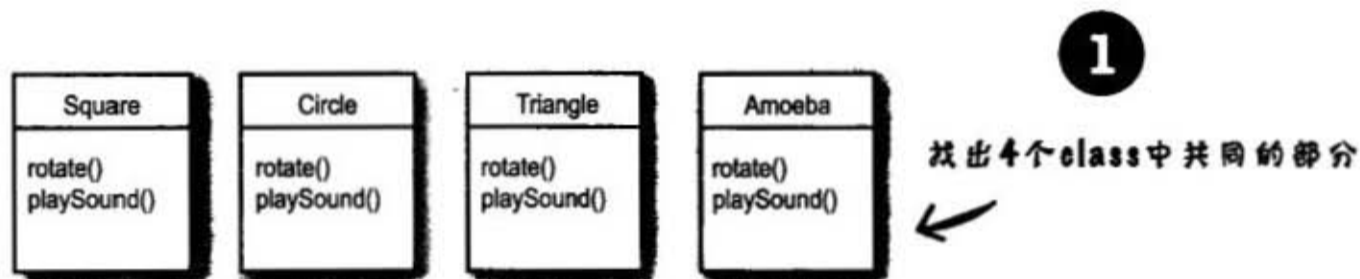 1
Square
rotate()
playSound()
Circle
rotate()
playSound()
Triangle
rotate()
playSound()
Amoeba
rotate()
playSound()
找出4个class中共同的部分